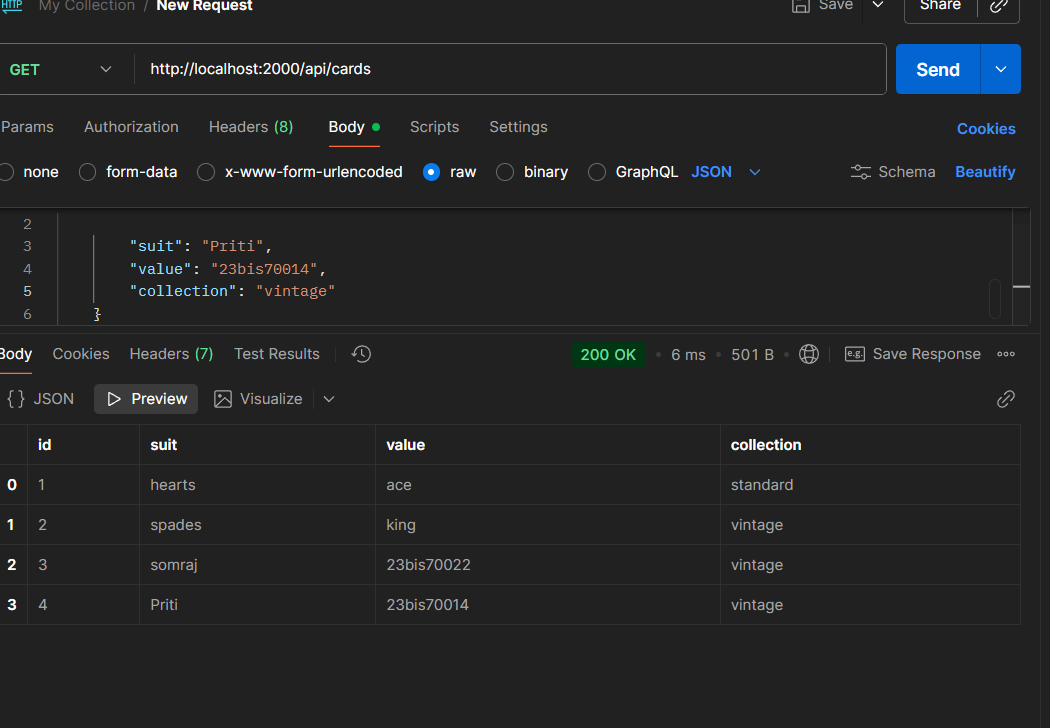 HTTP My Collection / New Request Save Share
GET http://localhost:2000/api/cards Send
Params Authorization Headers (8) Body Scripts Settings Cookies
none form-data x-www-form-urlencoded raw binary GraphQL JSON Schema Beautify
2
3 "suit": "Priti",
4 "value": "23bis70014",
5 "collection": "vintage"
6 }
Body Cookies Headers (7) Test Results 200 OK • 6 ms • 501 B • e.g. Save Response
{} JSON Preview Visualize
id suit value collection
0 1 hearts ace standard
1 2 spades king vintage
2 3 somraj 23bis70022 vintage
3 4 Priti 23bis70014 vintage